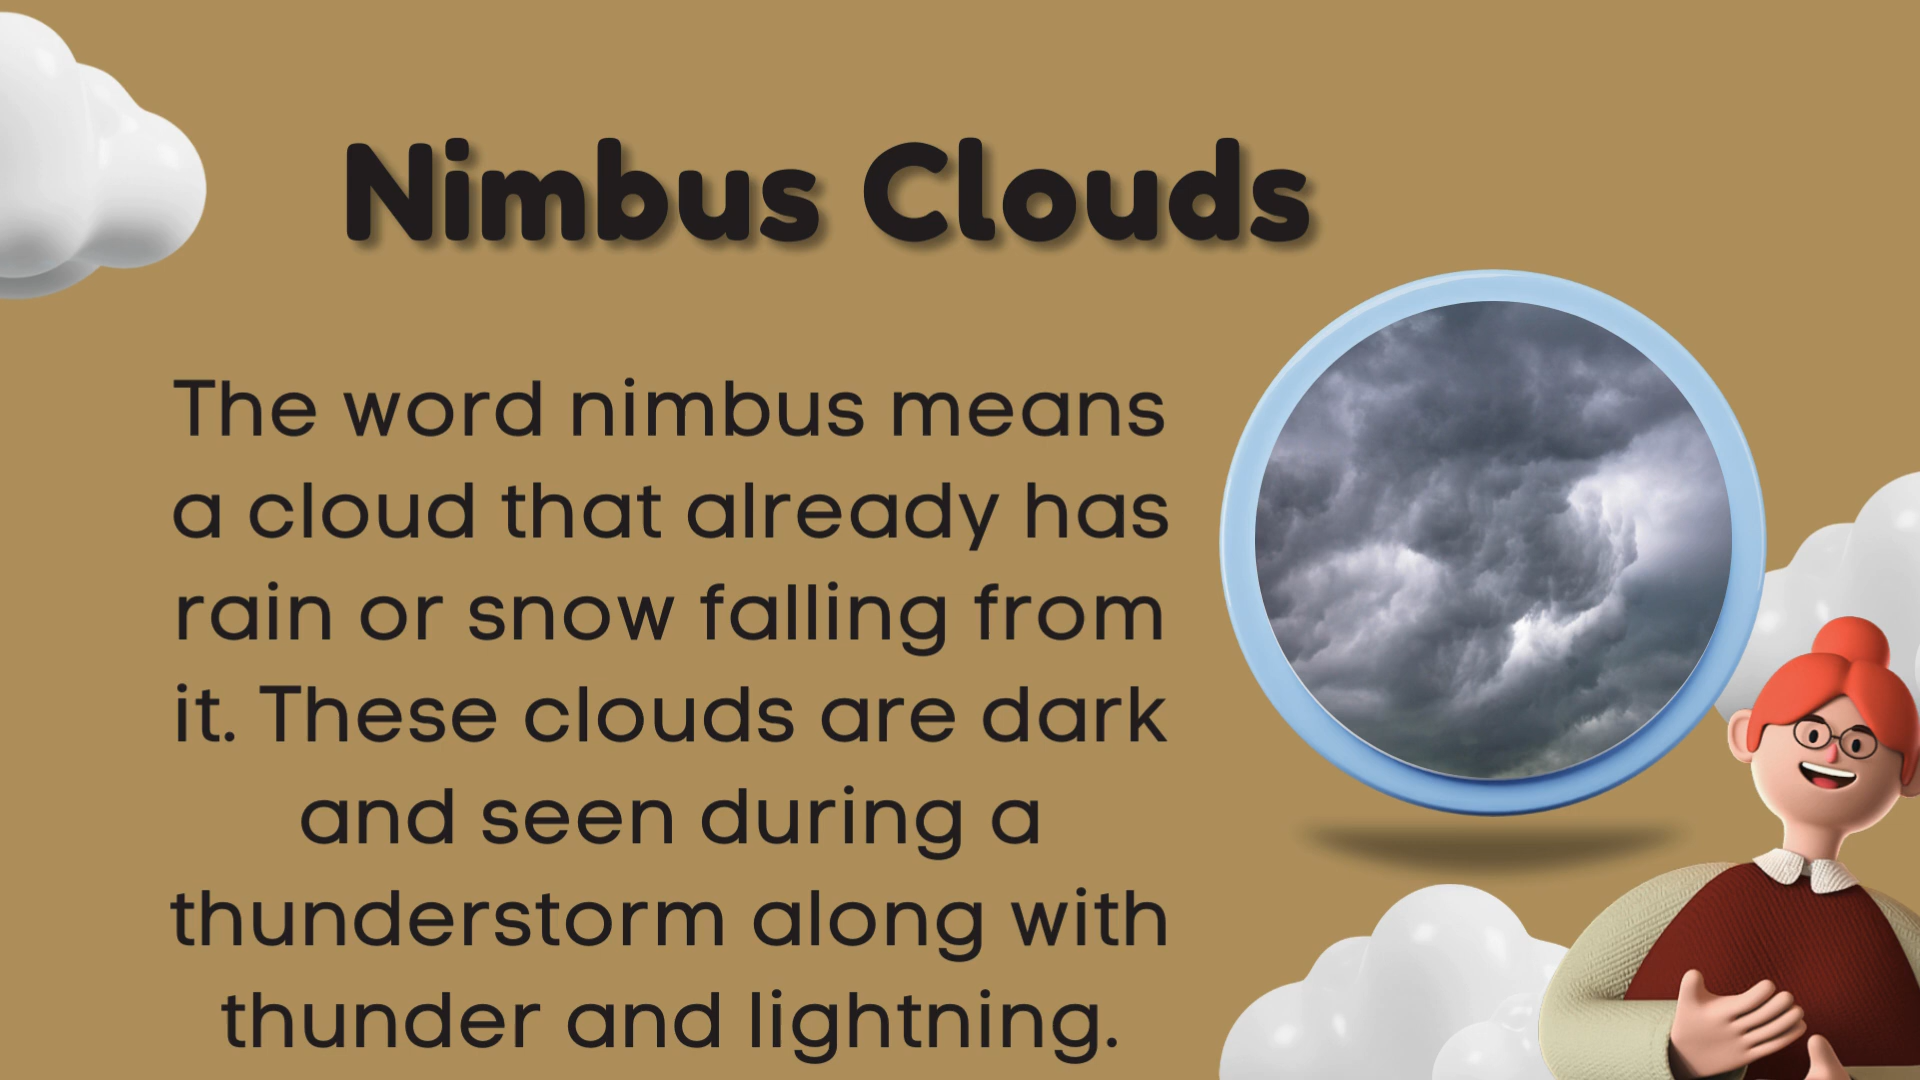 Nimbus Clouds
The word nimbus means
a cloud that already has
rain or snow falling from
it. These clouds are dark
and seen during a
thunderstorm along with
thunder and lightning.